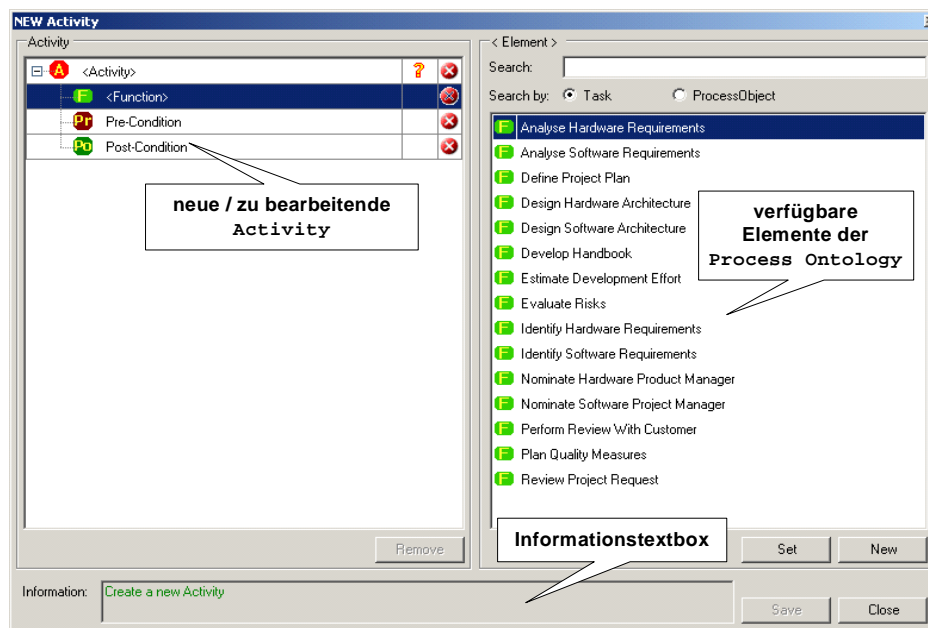 NEW Activity
Activity
<Activity>
<Function>
Pre-Condition
Post-Condition
neue / zu bearbeitende
Activity
Remove
< Element >
Search:
Search by: Task ProcessObject
Analyse Hardware Requirements
Analyse Software Requirements
Define Project Plan
Design Hardware Architecture
Design Software Architecture
Develop Handbook
Estimate Development Effort
Evaluate Risks
Identify Hardware Requirements
Identify Software Requirements
Nominate Hardware Product Manager
Nominate Software Project Manager
Perform Review With Customer
Plan Quality Measures
Review Project Request
verfügbare
Elemente der
Process Ontology
Informationstextbox
Set New
Information: Create a new Activity
Save Close